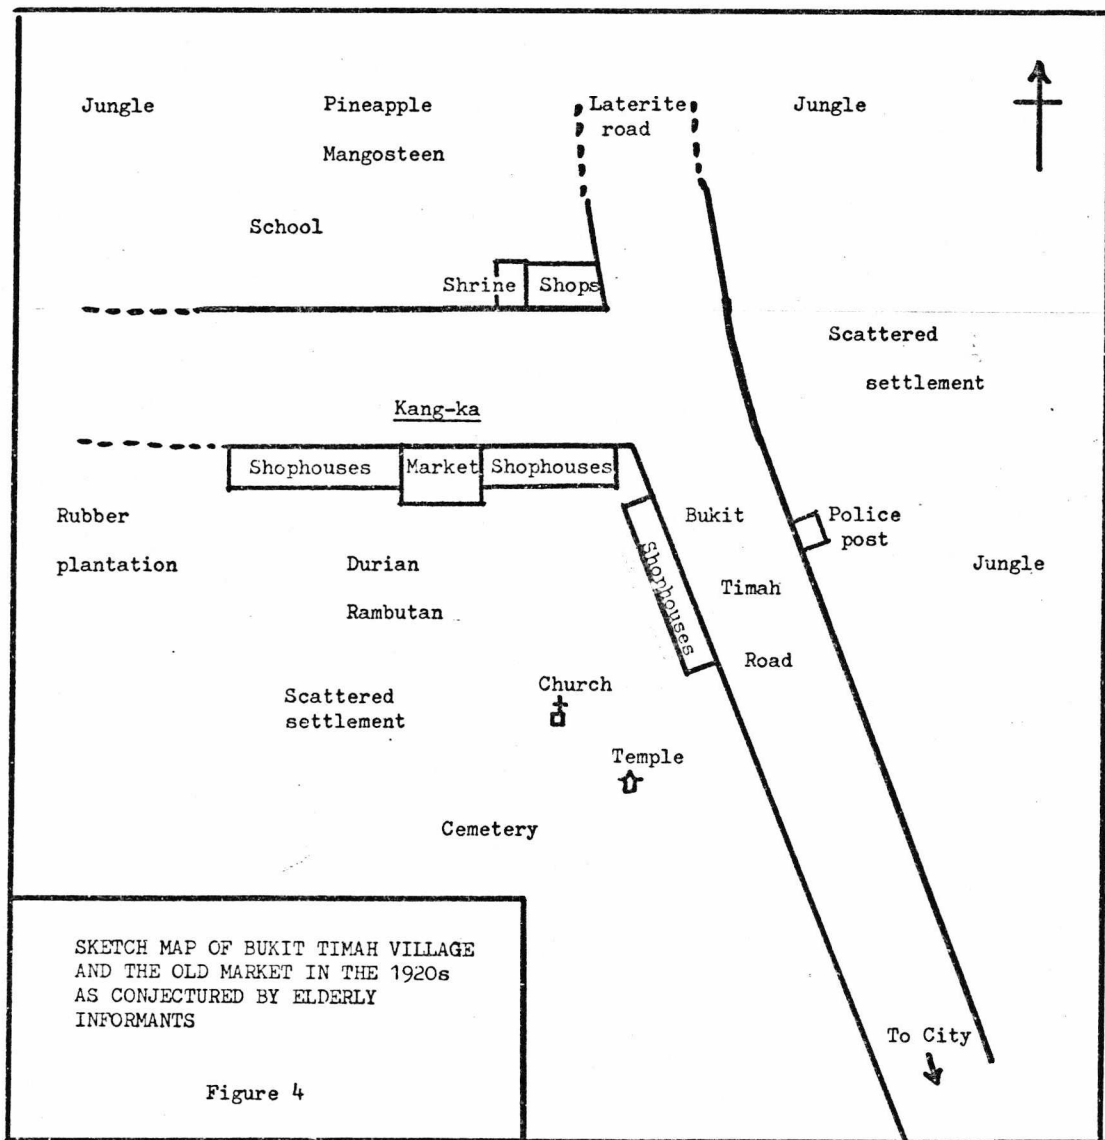 Jungle
Pineapple
Mangosteen
Laterite
road
Jungle
School
Shrine
Shops
Scattered
settlement
Kang-ka
Shophouses
Market
Shophouses
Rubber
plantation
Durian
Rambutan
Shophouses
Bukit
Timah
Road
Police
post
Jungle
Scattered
settlement
Church
Temple
Cemetery
To City
SKETCH MAP OF BUKIT TIMAH VILLAGE
AND THE OLD MARKET IN THE 1920s
AS CONJECTURED BY ELDERLY
INFORMANTS
Figure 4